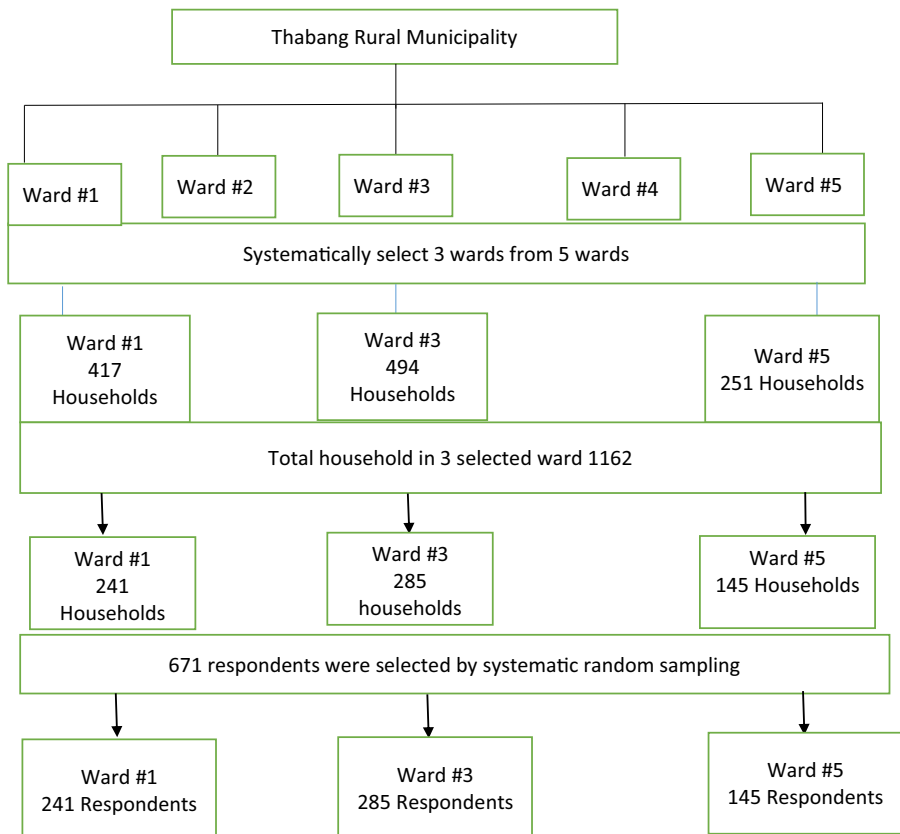 Thabang Rural Municipality
Ward #1
Ward #2
Ward #3
Ward #4
Ward #5
Systematically select 3 wards from 5 wards
Ward #1
417
Households
Ward #3
494
Households
Ward #5
251 Households
Total household in 3 selected ward 1162
Ward #1
241
Households
Ward #3
285
households
Ward #5
145 Households
671 respondents were selected by systematic random sampling
Ward #1
241 Respondents
Ward #3
285 Respondents
Ward #5
145 Respondents